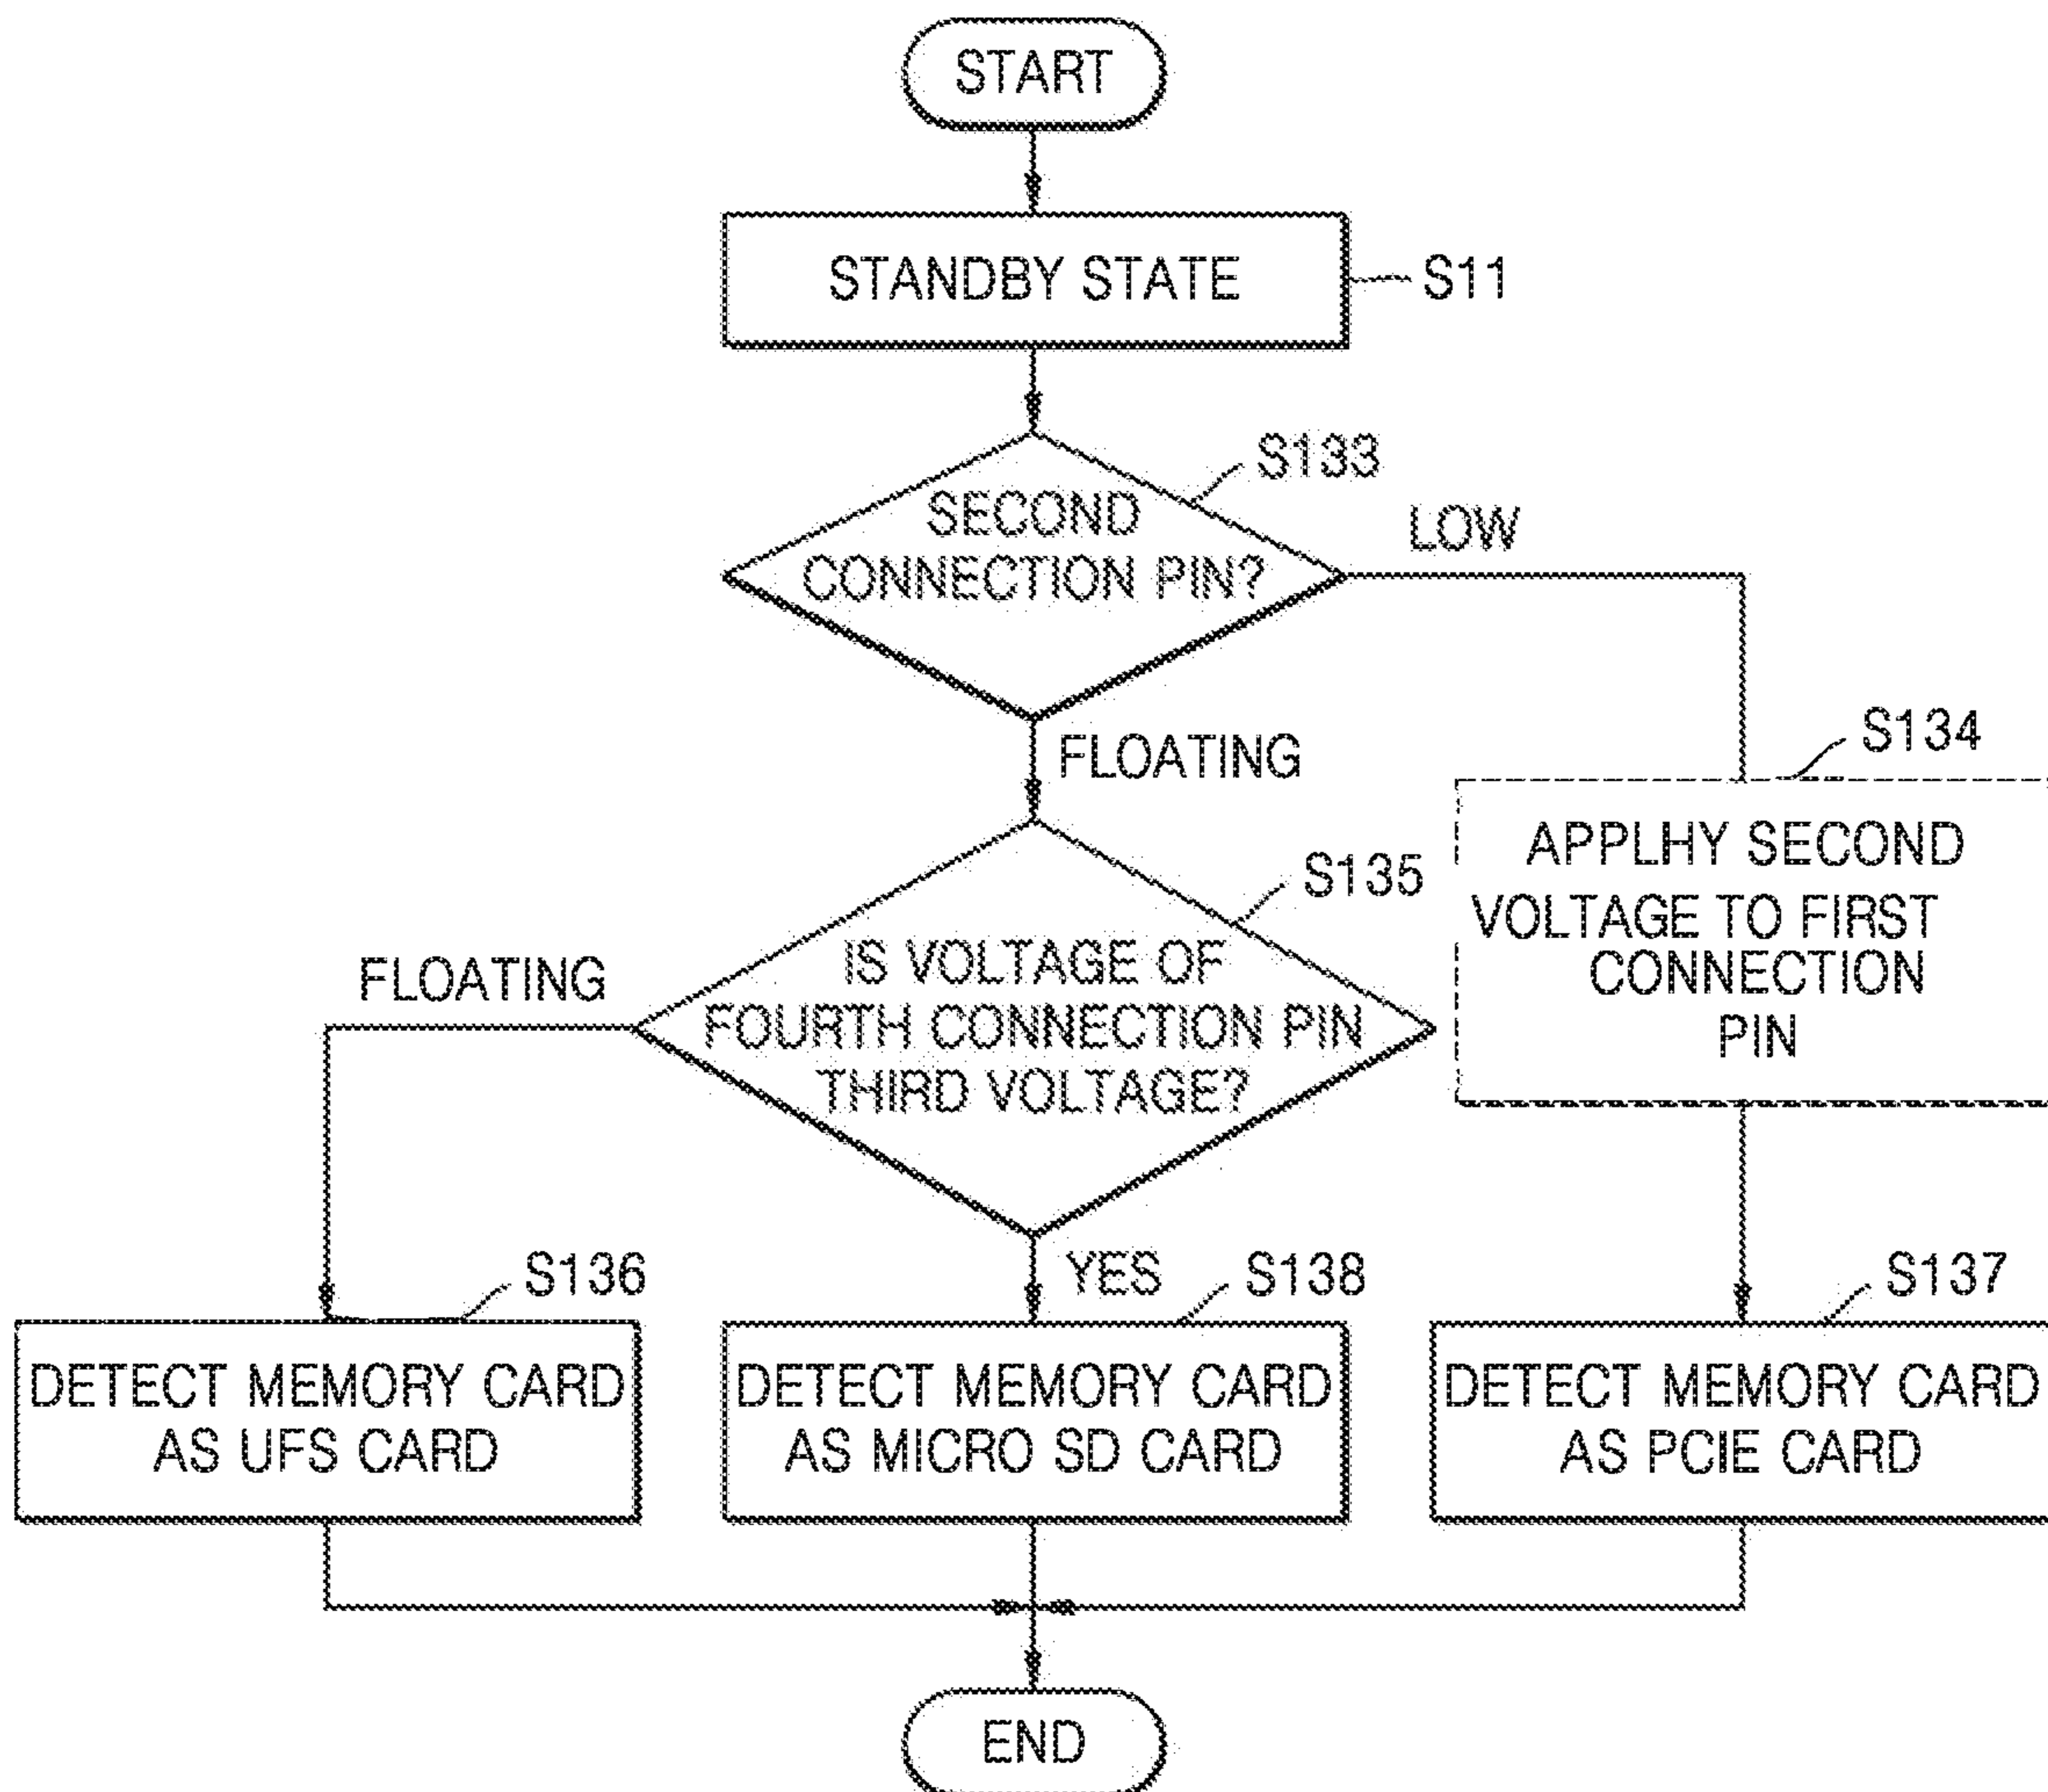 START
STANDBY STATE
S11
S133
SECOND
CONNECTION PIN?
LOW
FLOATING
S134
APPLHY SECOND
VOLTAGE TO FIRST
CONNECTION
PIN
S135
IS VOLTAGE OF
FOURTH CONNECTION PIN
THIRD VOLTAGE?
FLOATING
YES
S136
DETECT MEMORY CARD
AS UFS CARD
S138
DETECT MEMORY CARD
AS MICRO SD CARD
S137
DETECT MEMORY CARD
AS PCIE CARD
END